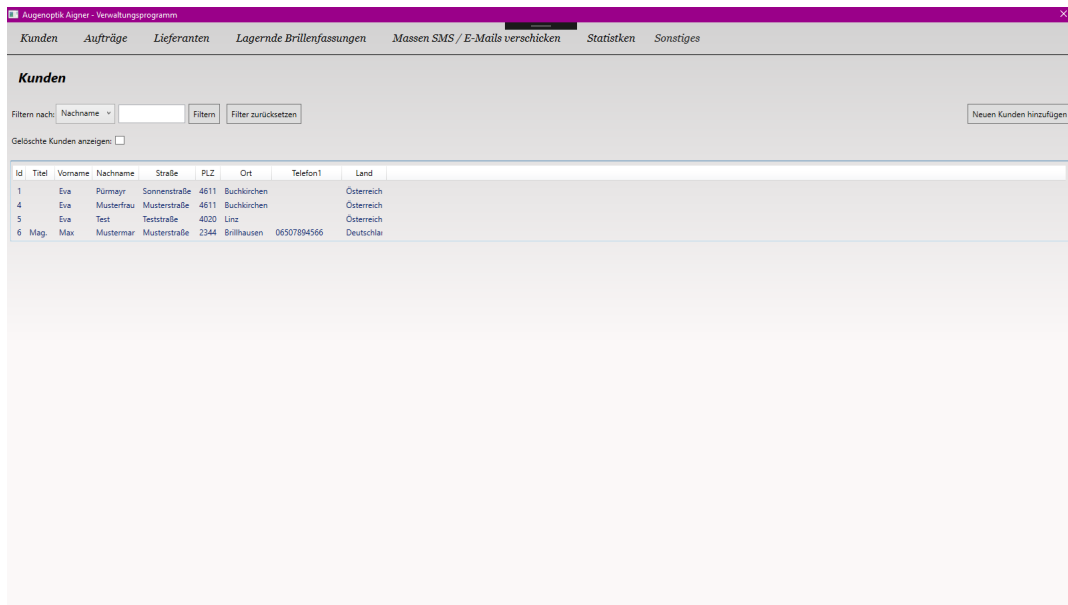 Augenoptik Aigner - Verwaltungsprogramm
Kunden Aufträge Lieferanten Lagernde Brillenfassungen Massen SMS / E-Mails verschicken Statistken Sonstiges
Kunden
Filtern nach: Nachname Filtern Filter zurücksetzen Neuen Kunden hinzufügen
Gelöschte Kunden anzeigen:
Id Titel Vorname Nachname Straße PLZ Ort Telefon1 Land
1 Eva Pürmayr Sonnenstraße 4611 Buchkirchen Österreich
4 Eva Musterfrau Musterstraße 4611 Buchkirchen Österreich
5 Eva Test Teststraße 4020 Linz Österreich
6 Mag. Max Mustermar Musterstraße 2344 Brillhausen 06507894566 Deutschlar